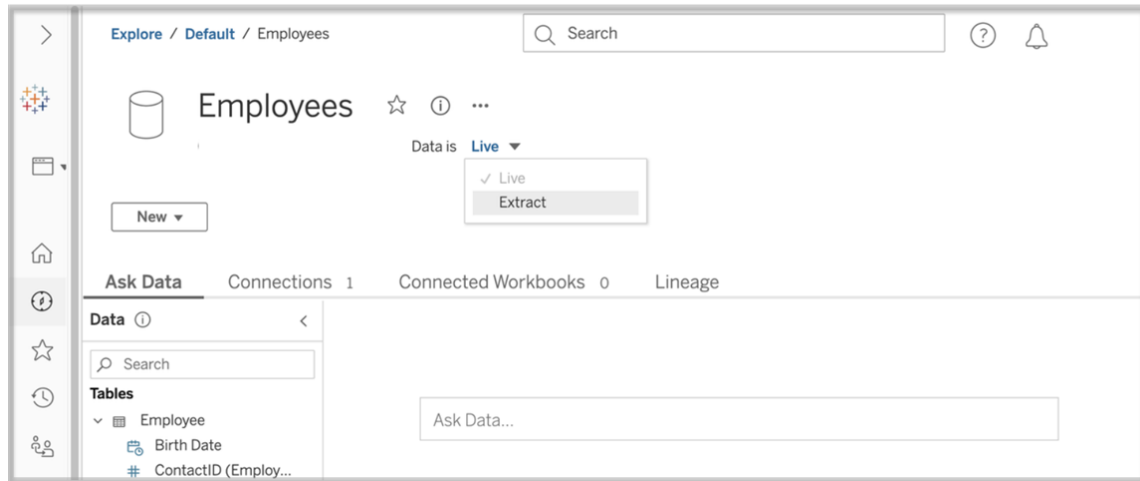 Explore / Default / Employees
Search
Employees
Data is Live
Live
Extract
New
Ask Data Connections 1 Connected Workbooks 0 Lineage
Data
Search
Tables
Employee
Birth Date
ContactID (Employ...
Ask Data...